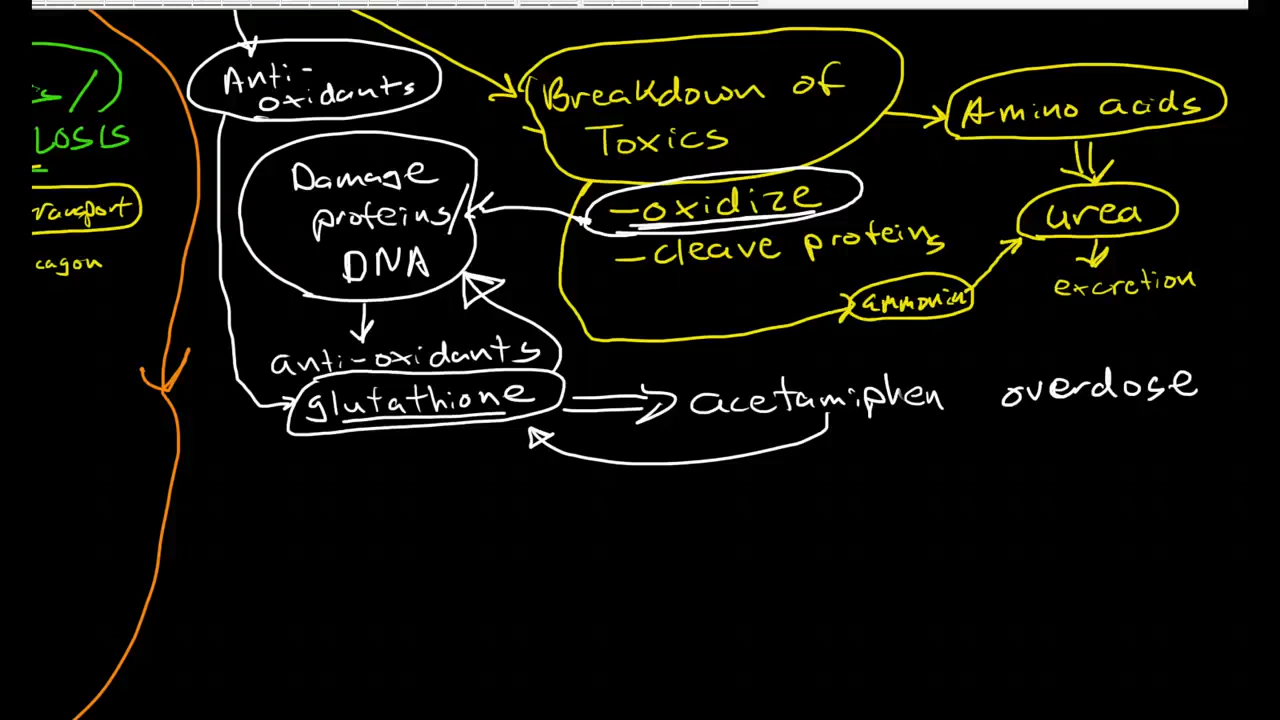 Anti-
oxidants
LOSIS
transport
cagon
Damage
proteins/
DNA
anti-oxidants
glutathione
Breakdown of
Toxics
- oxidize
- cleave proteins
ammonia
Amino acids
urea
excretion
acetamiphen overdose